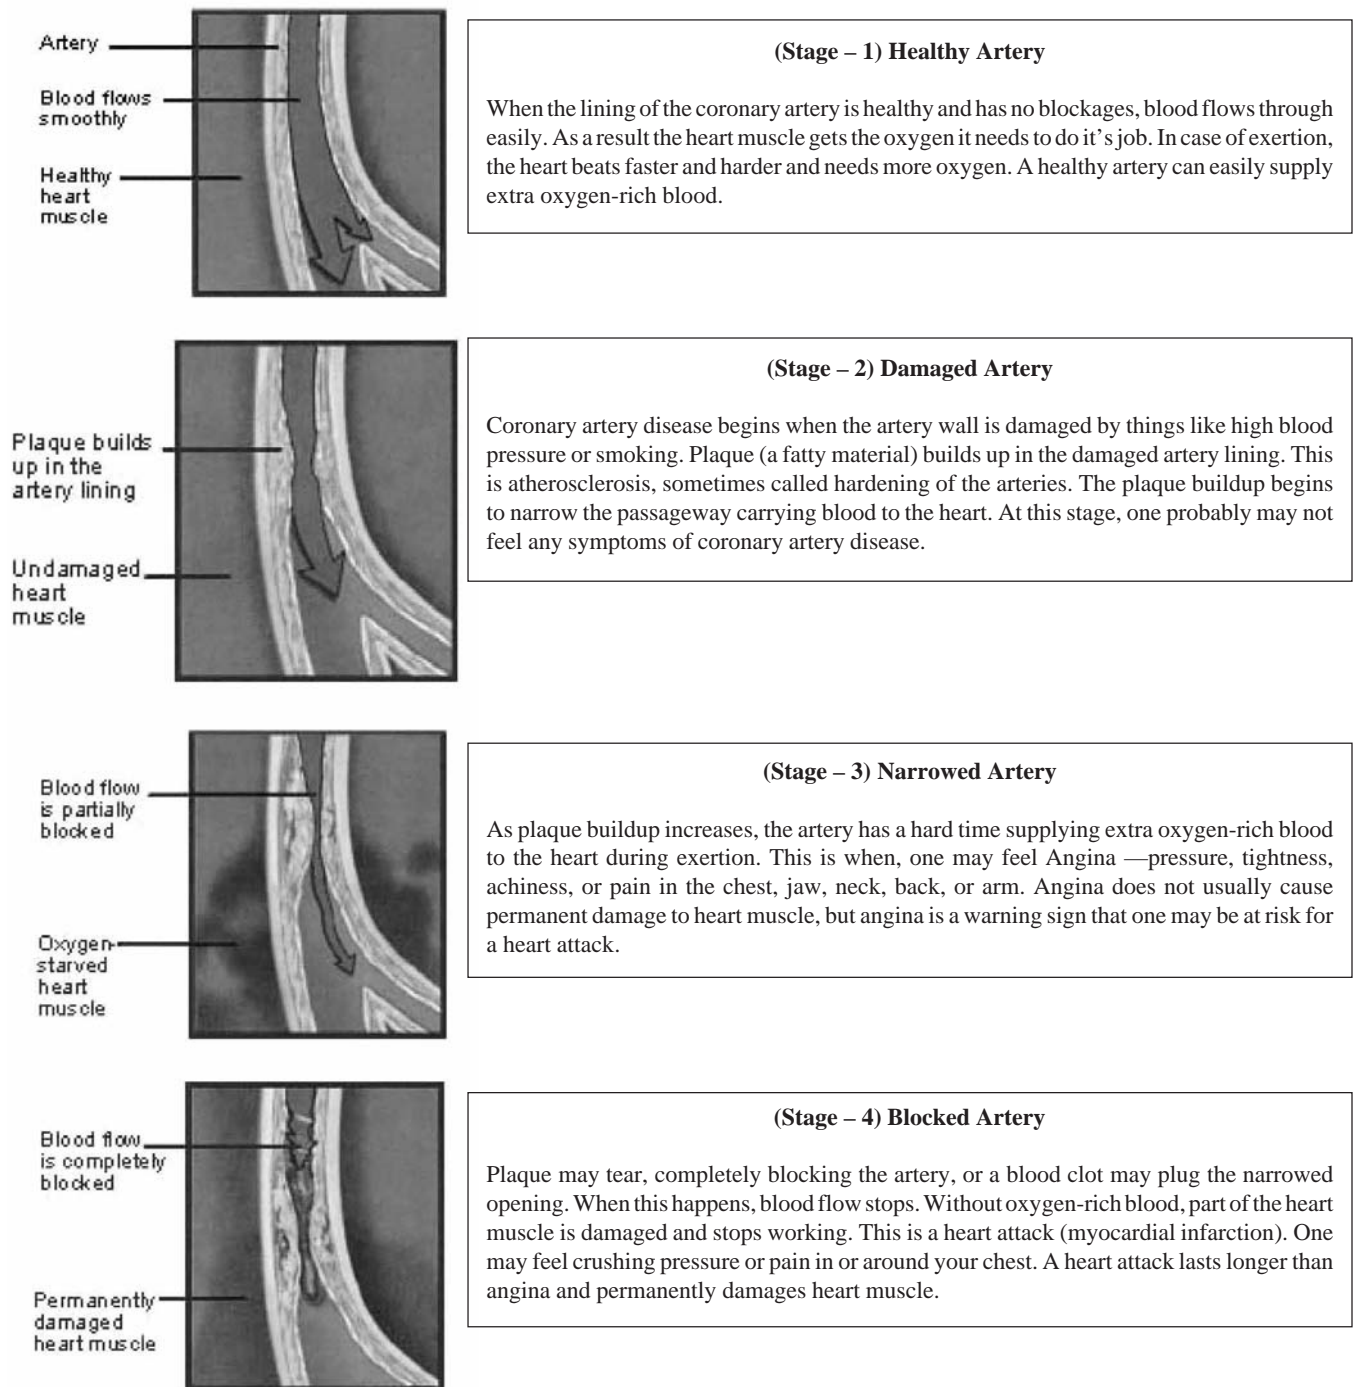 Artery
Blood flows
smoothly
Healthy
heart
muscle
(Stage – 1) Healthy Artery
When the lining of the coronary artery is healthy and has no blockages, blood flows through
easily. As a result the heart muscle gets the oxygen it needs to do it's job. In case of exertion,
the heart beats faster and harder and needs more oxygen. A healthy artery can easily supply
extra oxygen-rich blood.
Plaque builds
up in the
artery lining
Undamaged
heart
muscle
(Stage – 2) Damaged Artery
Coronary artery disease begins when the artery wall is damaged by things like high blood
pressure or smoking. Plaque (a fatty material) builds up in the damaged artery lining. This
is atherosclerosis, sometimes called hardening of the arteries. The plaque buildup begins
to narrow the passageway carrying blood to the heart. At this stage, one probably may not
feel any symptoms of coronary artery disease.
Blood flow
is partially
blocked
Oxygen-
starved
heart
muscle
(Stage – 3) Narrowed Artery
As plaque buildup increases, the artery has a hard time supplying extra oxygen-rich blood
to the heart during exertion. This is when, one may feel Angina —pressure, tightness,
achiness, or pain in the chest, jaw, neck, back, or arm. Angina does not usually cause
permanent damage to heart muscle, but angina is a warning sign that one may be at risk for
a heart attack.
Blood flow
is completely
blocked
Permanently
damaged
heart muscle
(Stage – 4) Blocked Artery
Plaque may tear, completely blocking the artery, or a blood clot may plug the narrowed
opening. When this happens, blood flow stops. Without oxygen-rich blood, part of the heart
muscle is damaged and stops working. This is a heart attack (myocardial infarction). One
may feel crushing pressure or pain in or around your chest. A heart attack lasts longer than
angina and permanently damages heart muscle.